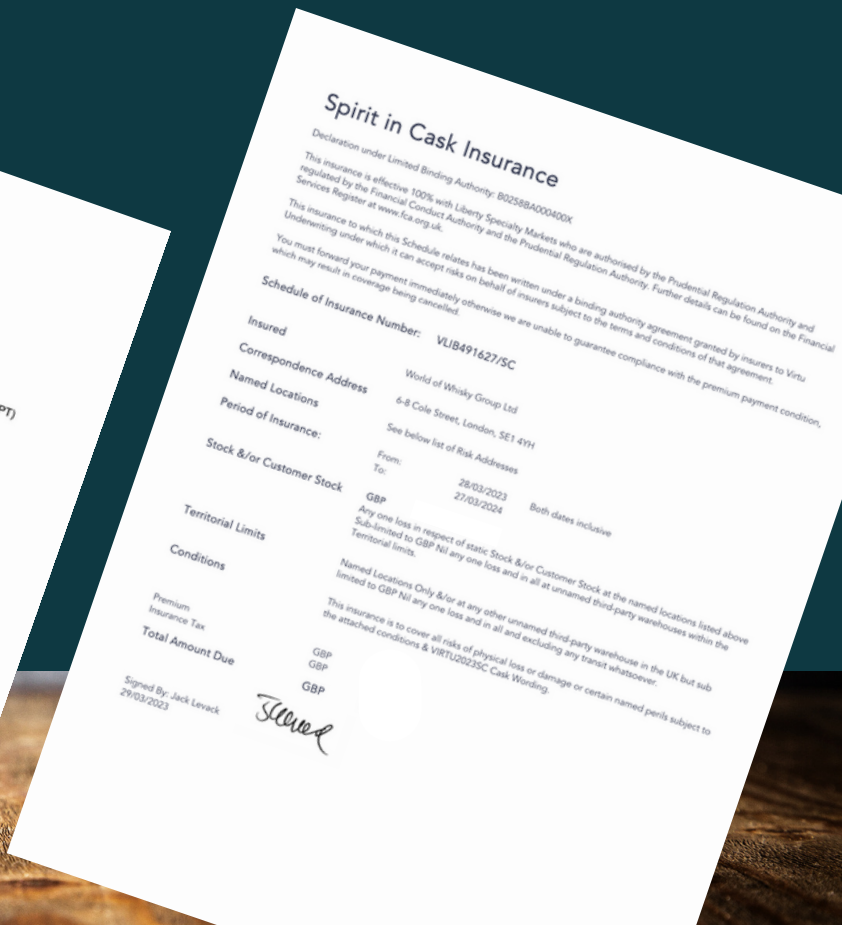 PT)
Spirit in Cask Insurance
Declaration under Limited Binding Authority: B0258BA000400X
This insurance is effective 100% with Liberty Specialty Markets who are authorised by the Prudential Regulation Authority and
regulated by the Financial Conduct Authority and the Prudential Regulation Authority. Further details can be found on the Financial
Services Register at www.fca.org.uk.
This insurance to which this Schedule relates has been written under a binding authority agreement granted by insurers to Virtu
Underwriting under which it can accept risks on behalf of insurers subject to the terms and conditions of that agreement.
You must forward your payment immediately otherwise we are unable to guarantee compliance with the premium payment condition,
which may result in coverage being cancelled.
Schedule of Insurance Number: VLIB491627/SC
Insured World of Whisky Group Ltd
Correspondence Address 6-8 Cole Street, London, SE1 4YH
Named Locations See below list of Risk Addresses
Period of Insurance: From: 28/03/2023
To: 27/03/2024 Both dates inclusive
Stock &/or Customer Stock GBP
Any one loss in respect of static Stock &/or Customer Stock at the named locations listed above
Sub-limited to GBP Nil any one loss and in all at unnamed third-party warehouses within the
Territorial limits.
Territorial Limits Named Locations Only &/or at any other unnamed third-party warehouse in the UK but sub
limited to GBP Nil any one loss and in all and excluding any transit whatsoever.
Conditions This insurance is to cover all risks of physical loss or damage or certain named perils subject to
the attached conditions & VIRTU2023SC Cask Wording.
Premium GBP
Insurance Tax GBP
Total Amount Due GBP
Signed By: Jack Levack
29/03/2023